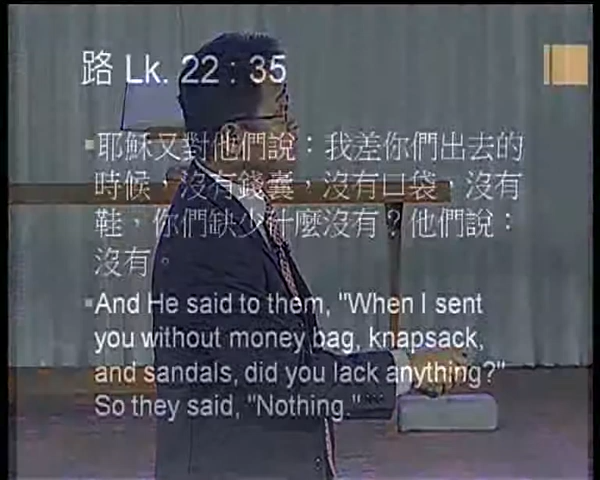 路 Lk. 22 : 35
耶穌又對他們說：我差你們出去的
時候，沒有錢囊，沒有口袋，沒有
鞋，你們缺少什麼沒有？他們說：
沒有。
And He said to them, "When I sent
you without money bag, knapsack,
and sandals, did you lack anything?"
So they said, "Nothing."